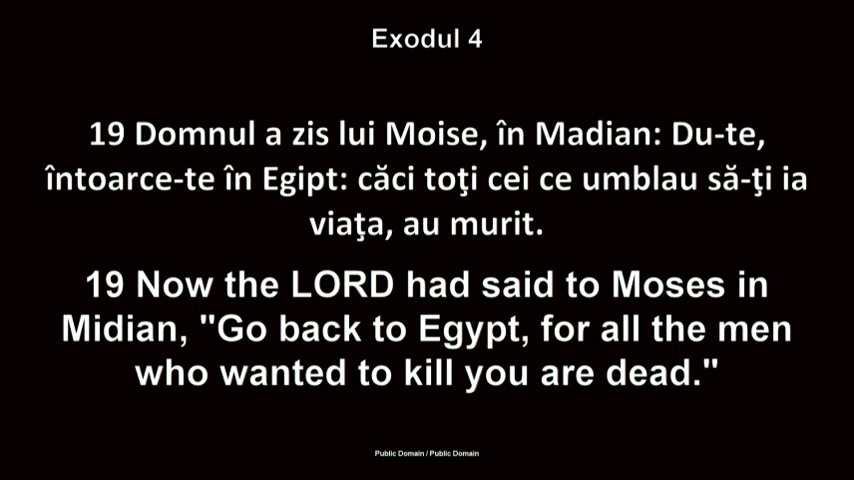 Exodul 4
19 Domnul a zis lui Moise, în Madian: Du-te,
întoarce-te în Egipt: căci toţi cei ce umblau să-ţi ia
viaţa, au murit.
19 Now the LORD had said to Moses in
Midian, "Go back to Egypt, for all the men
who wanted to kill you are dead."
Public Domain / Public Domain